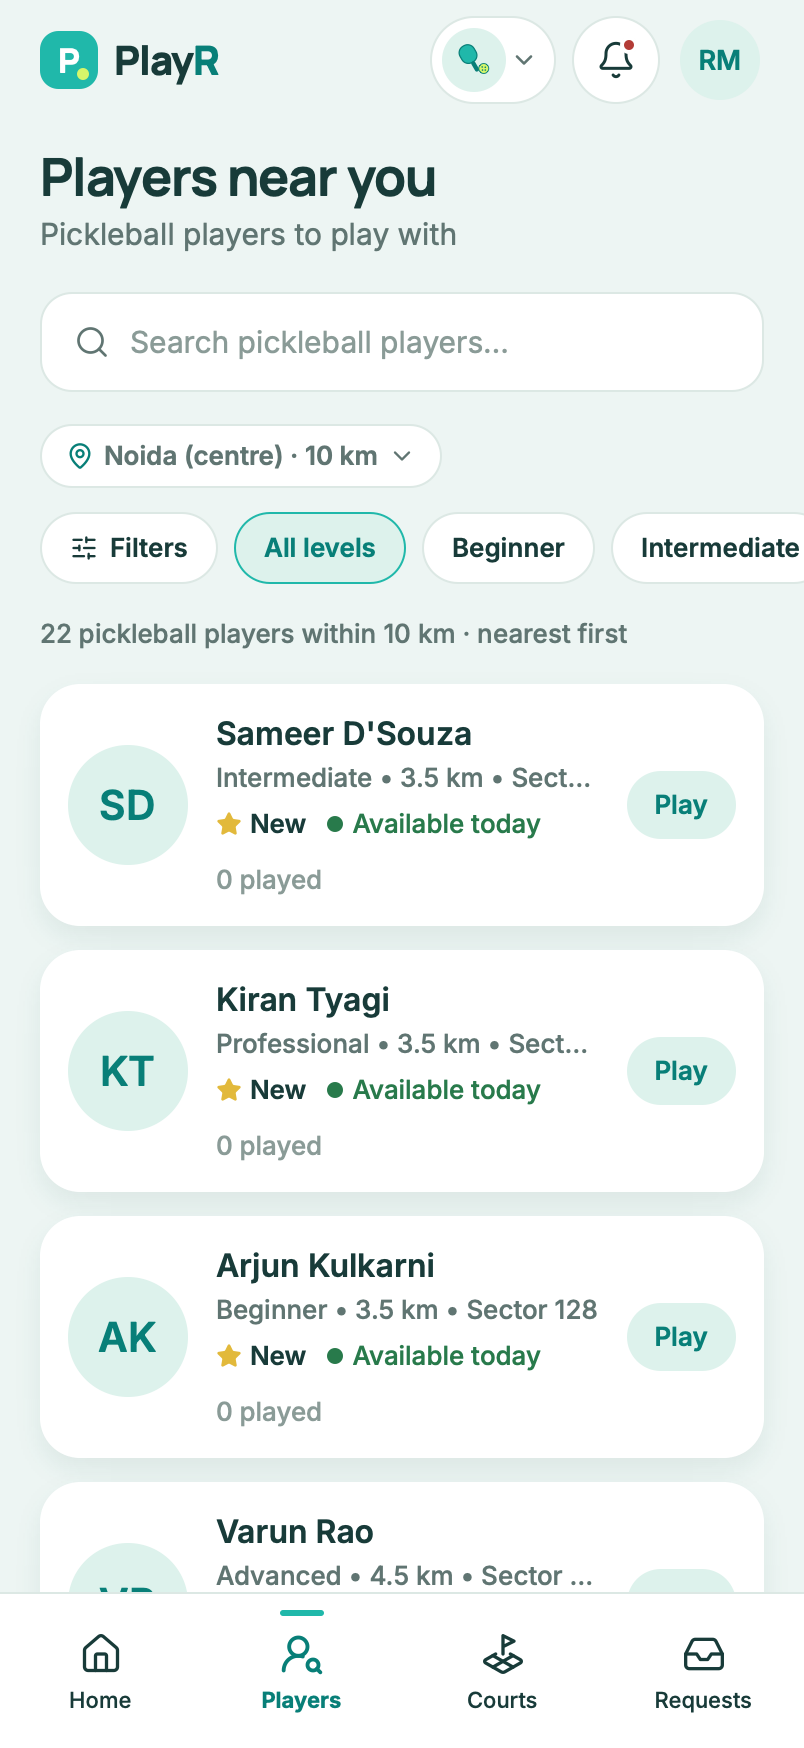 P.
PlayR
RM
Players near you
Pickleball players to play with
Search pickleball players...
Noida (centre) · 10 km
Filters
All levels
Beginner
Intermediate
22 pickleball players within 10 km · nearest first
SD
Sameer D'Souza
Intermediate • 3.5 km • Sect...
New
Available today
0 played
Play
KT
Kiran Tyagi
Professional • 3.5 km • Sect...
New
Available today
0 played
Play
AK
Arjun Kulkarni
Beginner • 3.5 km • Sector 128
New
Available today
0 played
Play
Varun Rao
Advanced • 4.5 km • Sector ...
Home
Players
Courts
Requests